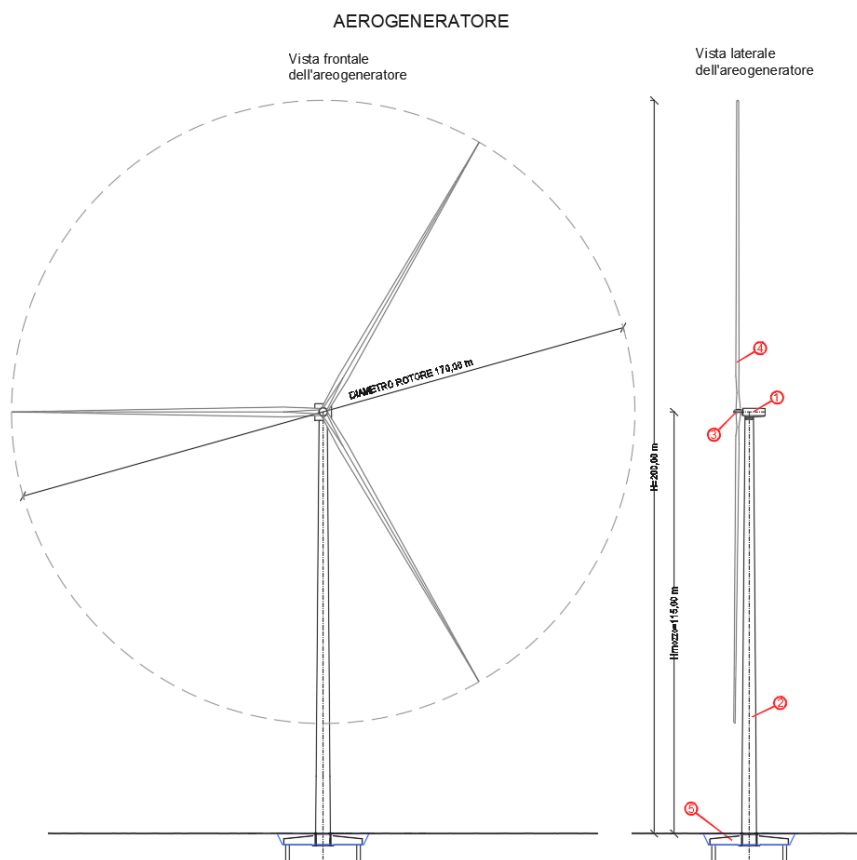 AEROGENERATORE
Vista frontale
dell'areogeneratore
Vista laterale
dell'areogeneratore
DIAMETRO ROTORE 170,00 m
H=200,00 m
Hmozzo=115,00 m
4
1
3
2
5